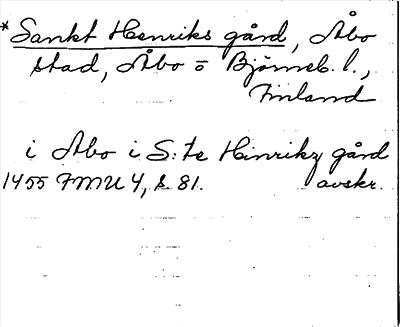 * Sankt Henriks gård, Åbo
stad, Åbo o Björneb. l.,
Finland
i Åbo i S:te Hinrikz gård
1455 FMU 4, s. 81. avskr.